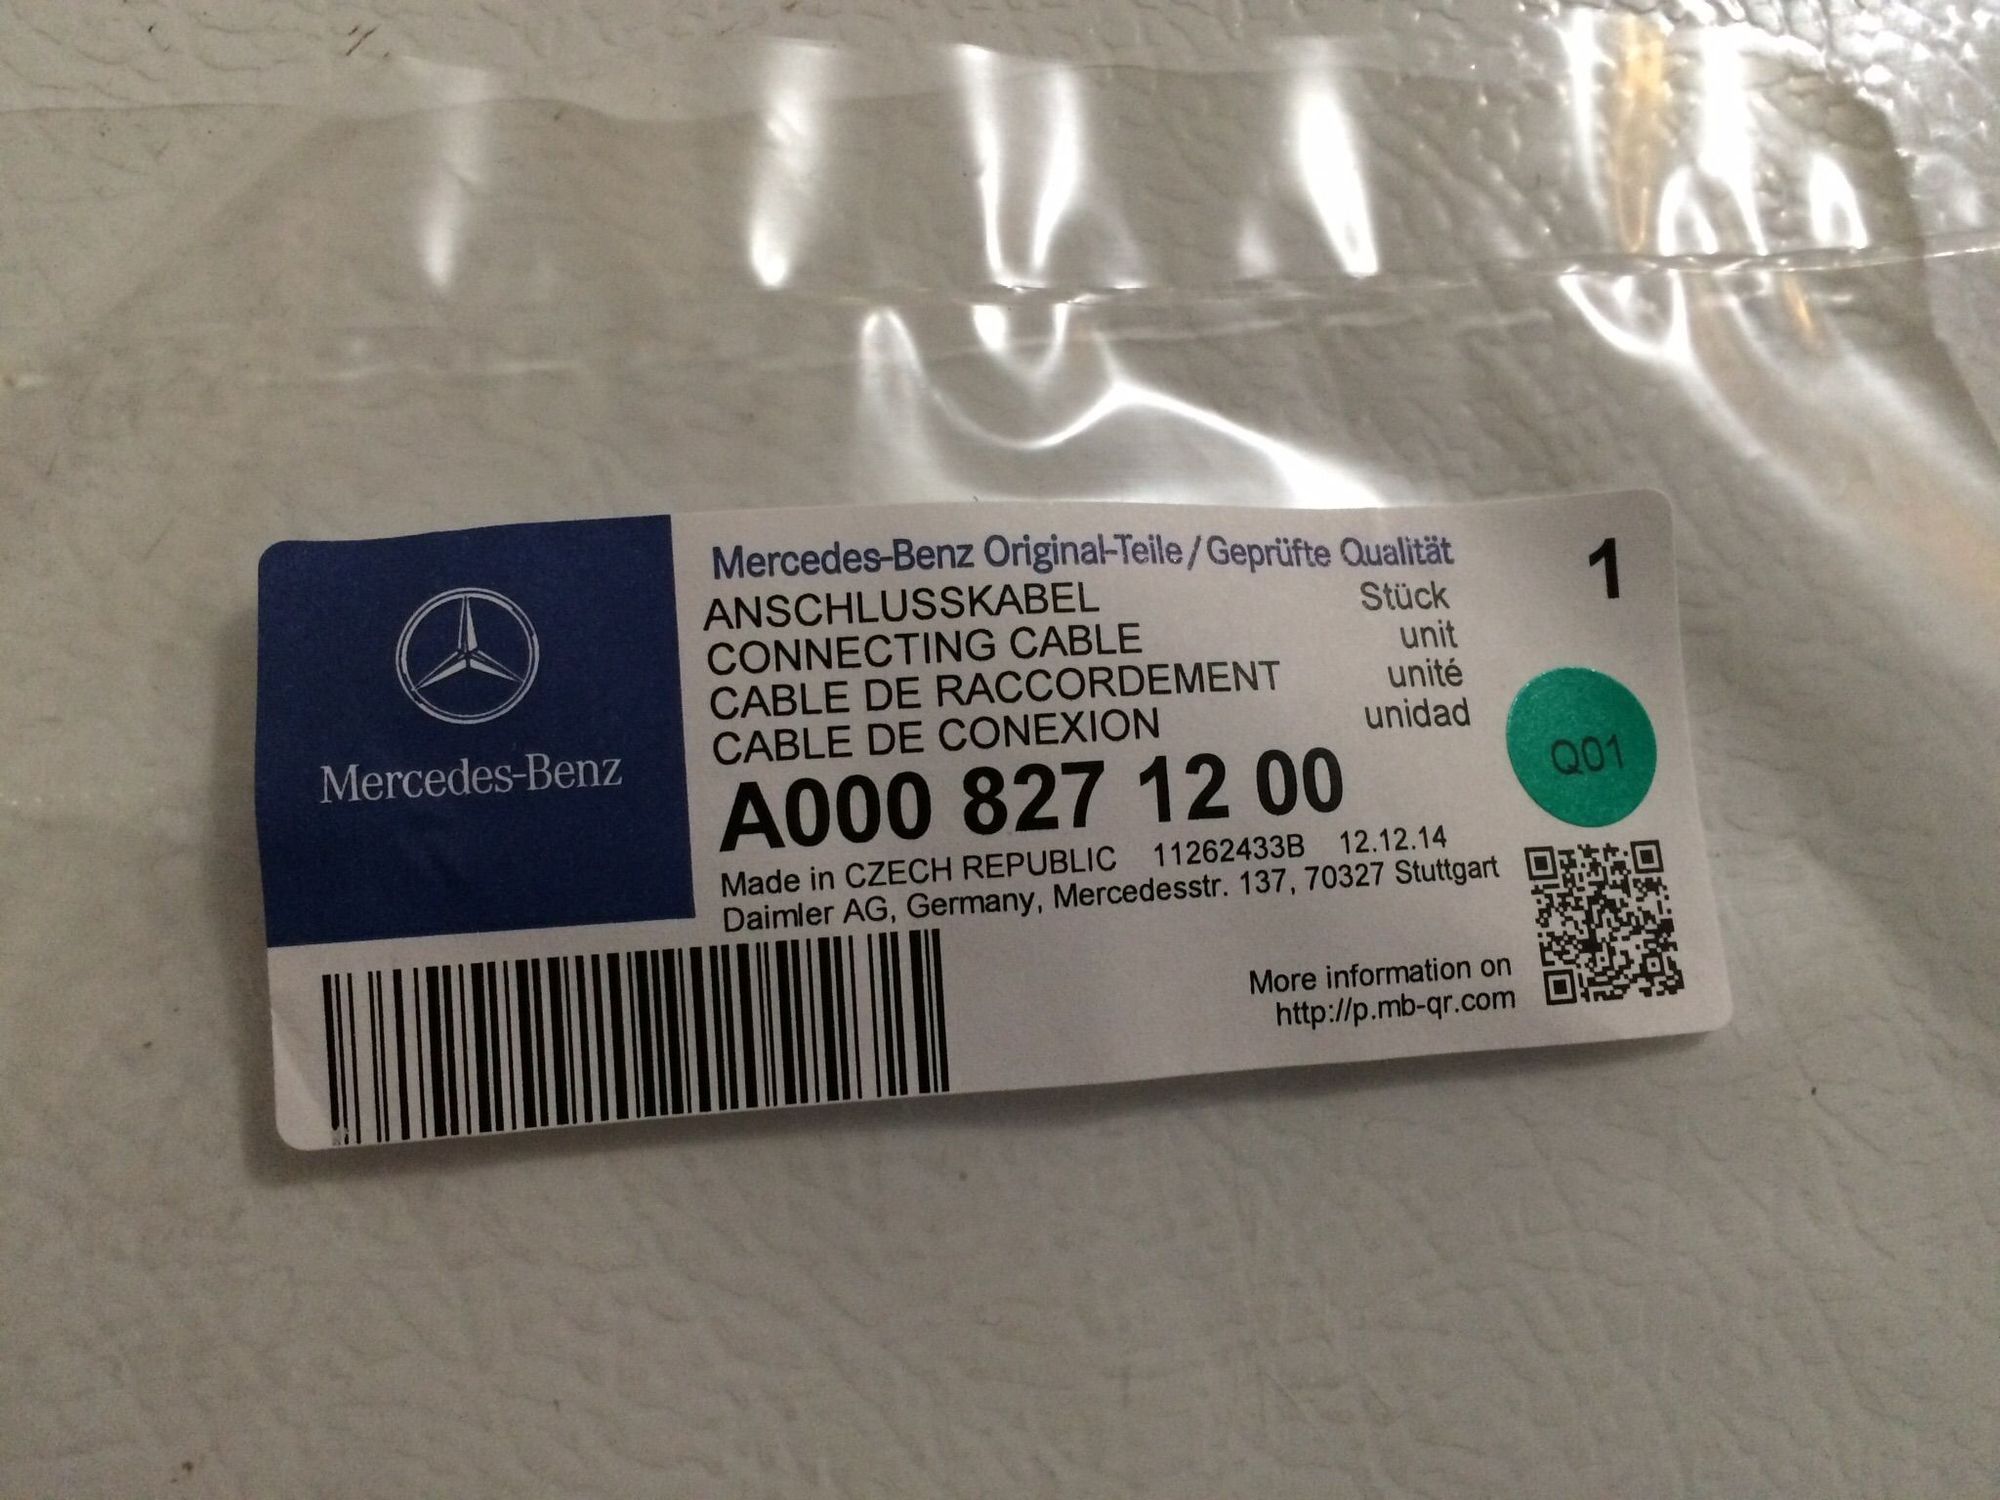 Mercedes-Benz
Mercedes-Benz Original-Teile/Geprüfte Qualität
ANSCHLUSSKABEL
CONNECTING CABLE
CABLE DE RACCORDEMENT
CABLE DE CONEXION
Stück
unit
unité
unidad
1
Q01
A000 827 12 00
Made in CZECH REPUBLIC 11262433B 12.12.14
Daimler AG, Germany, Mercedesstr. 137, 70327 Stuttgart
More information on
http://p.mb-qr.com